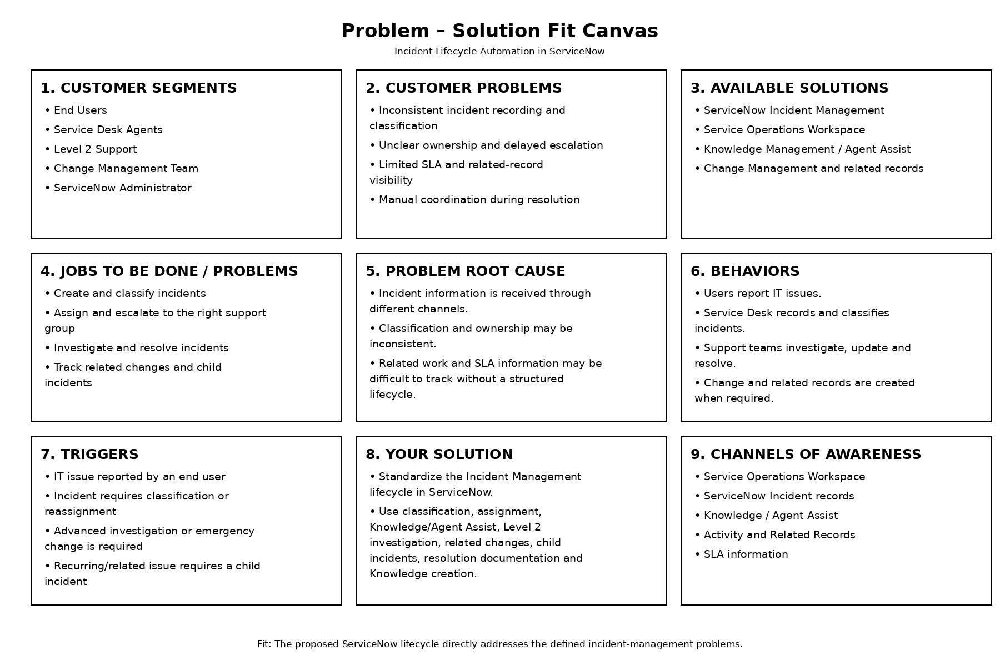 Problem – Solution Fit Canvas
Incident Lifecycle Automation in ServiceNow
1. CUSTOMER SEGMENTS
• End Users
• Service Desk Agents
• Level 2 Support
• Change Management Team
• ServiceNow Administrator
2. CUSTOMER PROBLEMS
• Inconsistent incident recording and
classification
• Unclear ownership and delayed escalation
• Limited SLA and related-record
visibility
• Manual coordination during resolution
3. AVAILABLE SOLUTIONS
• ServiceNow Incident Management
• Service Operations Workspace
• Knowledge Management / Agent Assist
• Change Management and related records
4. JOBS TO BE DONE / PROBLEMS
• Create and classify incidents
• Assign and escalate to the right support
group
• Investigate and resolve incidents
• Track related changes and child
incidents
5. PROBLEM ROOT CAUSE
• Incident information is received through
different channels.
• Classification and ownership may be
inconsistent.
• Related work and SLA information may be
difficult to track without a structured
lifecycle.
6. BEHAVIORS
• Users report IT issues.
• Service Desk records and classifies
incidents.
• Support teams investigate, update and
resolve.
• Change and related records are created
when required.
7. TRIGGERS
• IT issue reported by an end user
• Incident requires classification or
reassignment
• Advanced investigation or emergency
change is required
• Recurring/related issue requires a child
incident
8. YOUR SOLUTION
• Standardize the Incident Management
lifecycle in ServiceNow.
• Use classification, assignment,
Knowledge/Agent Assist, Level 2
investigation, related changes, child
incidents, resolution documentation and
Knowledge creation.
9. CHANNELS OF AWARENESS
• Service Operations Workspace
• ServiceNow Incident records
• Knowledge / Agent Assist
• Activity and Related Records
• SLA information
Fit: The proposed ServiceNow lifecycle directly addresses the defined incident-management problems.